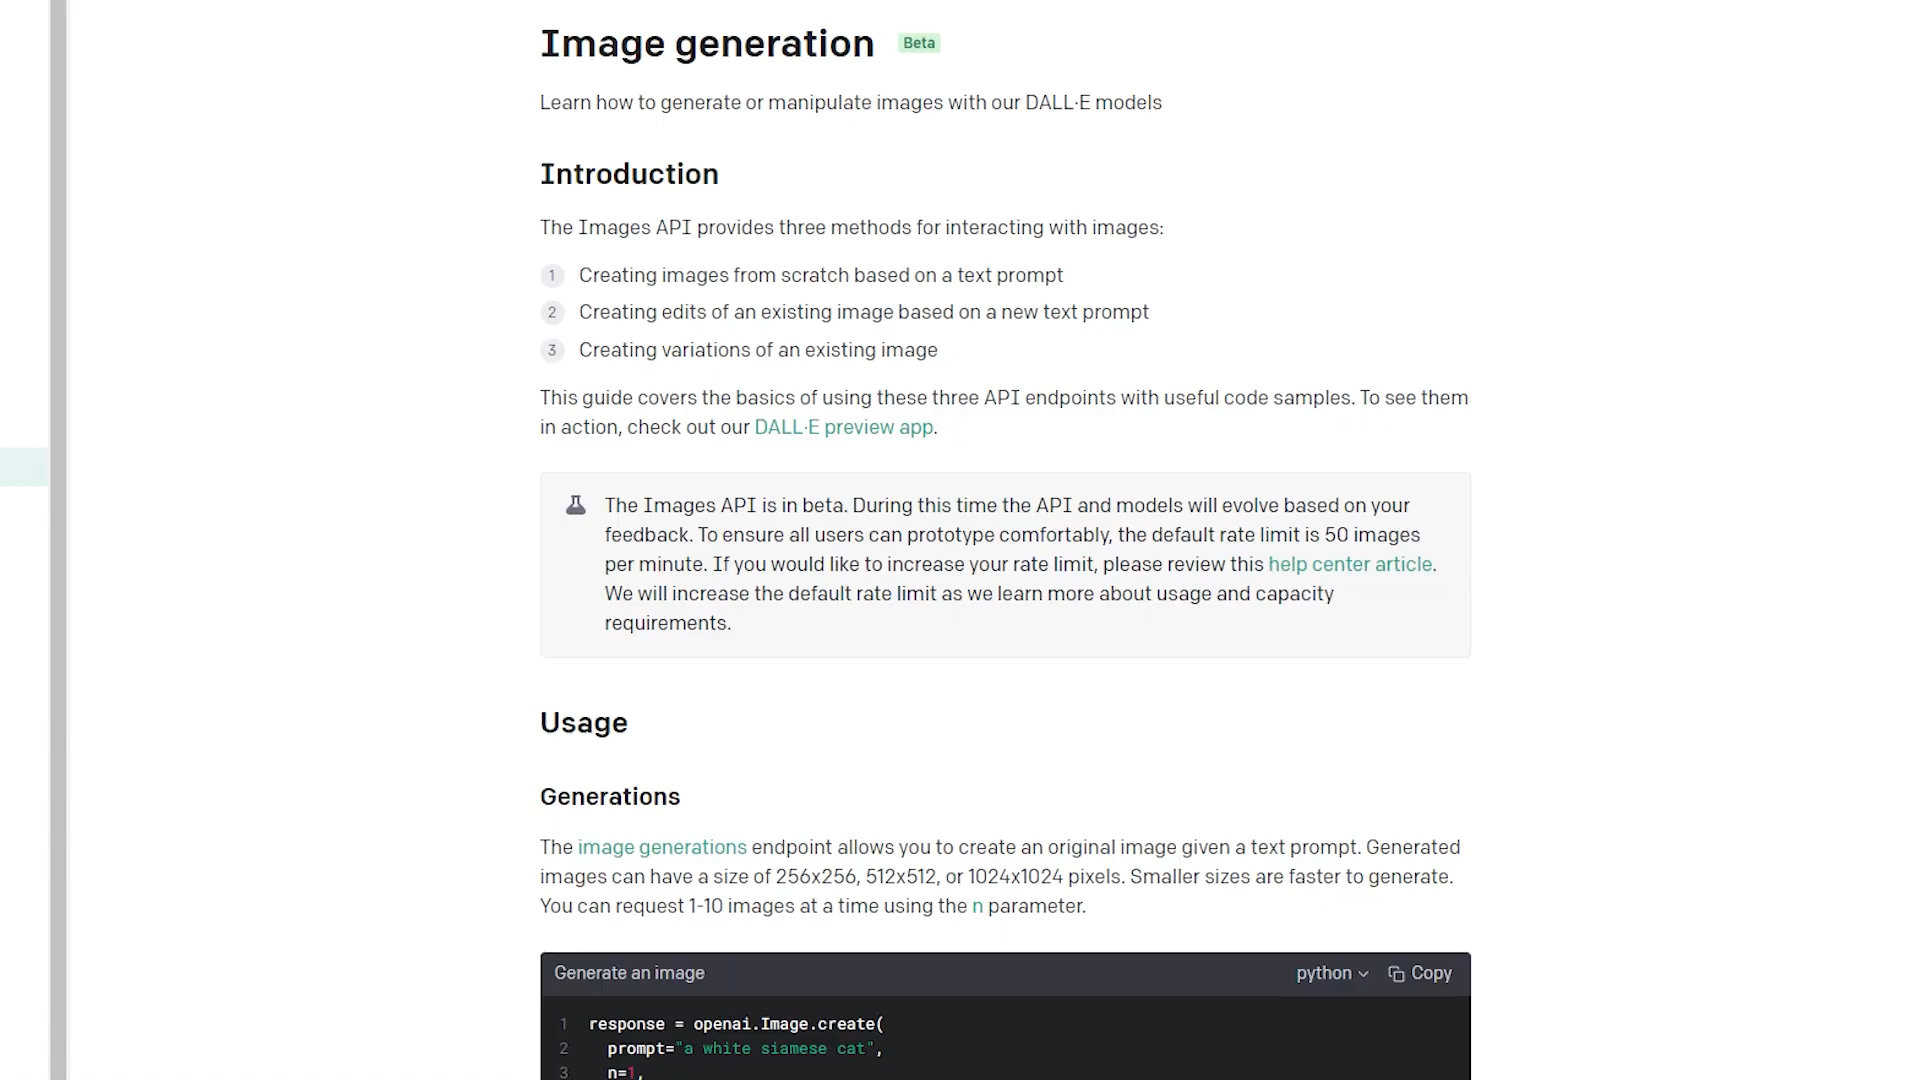 Image generation Beta
Learn how to generate or manipulate images with our DALL·E models
Introduction
The Images API provides three methods for interacting with images:
1 Creating images from scratch based on a text prompt
2 Creating edits of an existing image based on a new text prompt
3 Creating variations of an existing image
This guide covers the basics of using these three API endpoints with useful code samples. To see them
in action, check out our DALL·E preview app.
The Images API is in beta. During this time the API and models will evolve based on your
feedback. To ensure all users can prototype comfortably, the default rate limit is 50 images
per minute. If you would like to increase your rate limit, please review this help center article.
We will increase the default rate limit as we learn more about usage and capacity
requirements.
Usage
Generations
The image generations endpoint allows you to create an original image given a text prompt. Generated
images can have a size of 256x256, 512x512, or 1024x1024 pixels. Smaller sizes are faster to generate.
You can request 1-10 images at a time using the n parameter.
Generate an image python Copy
1 response = openai.Image.create(
2 prompt="a white siamese cat",
3 n=1,